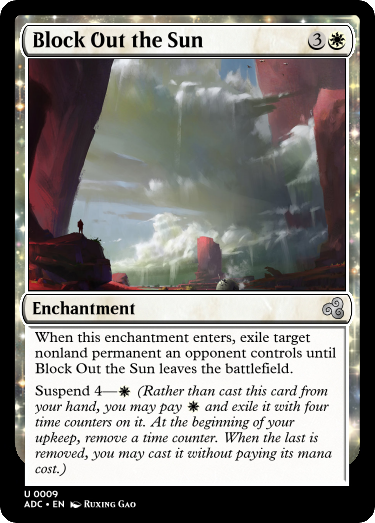 Block Out the Sun 3
Enchantment
When this enchantment enters, exile target
nonland permanent an opponent controls until
Block Out the Sun leaves the battlefield.
Suspend 4— (Rather than cast this card from
your hand, you may pay and exile it with four
time counters on it. At the beginning of your
upkeep, remove a time counter. When the last is
removed, you may cast it without paying its mana
cost.)
U 0009
ADC • EN Ruxing Gao